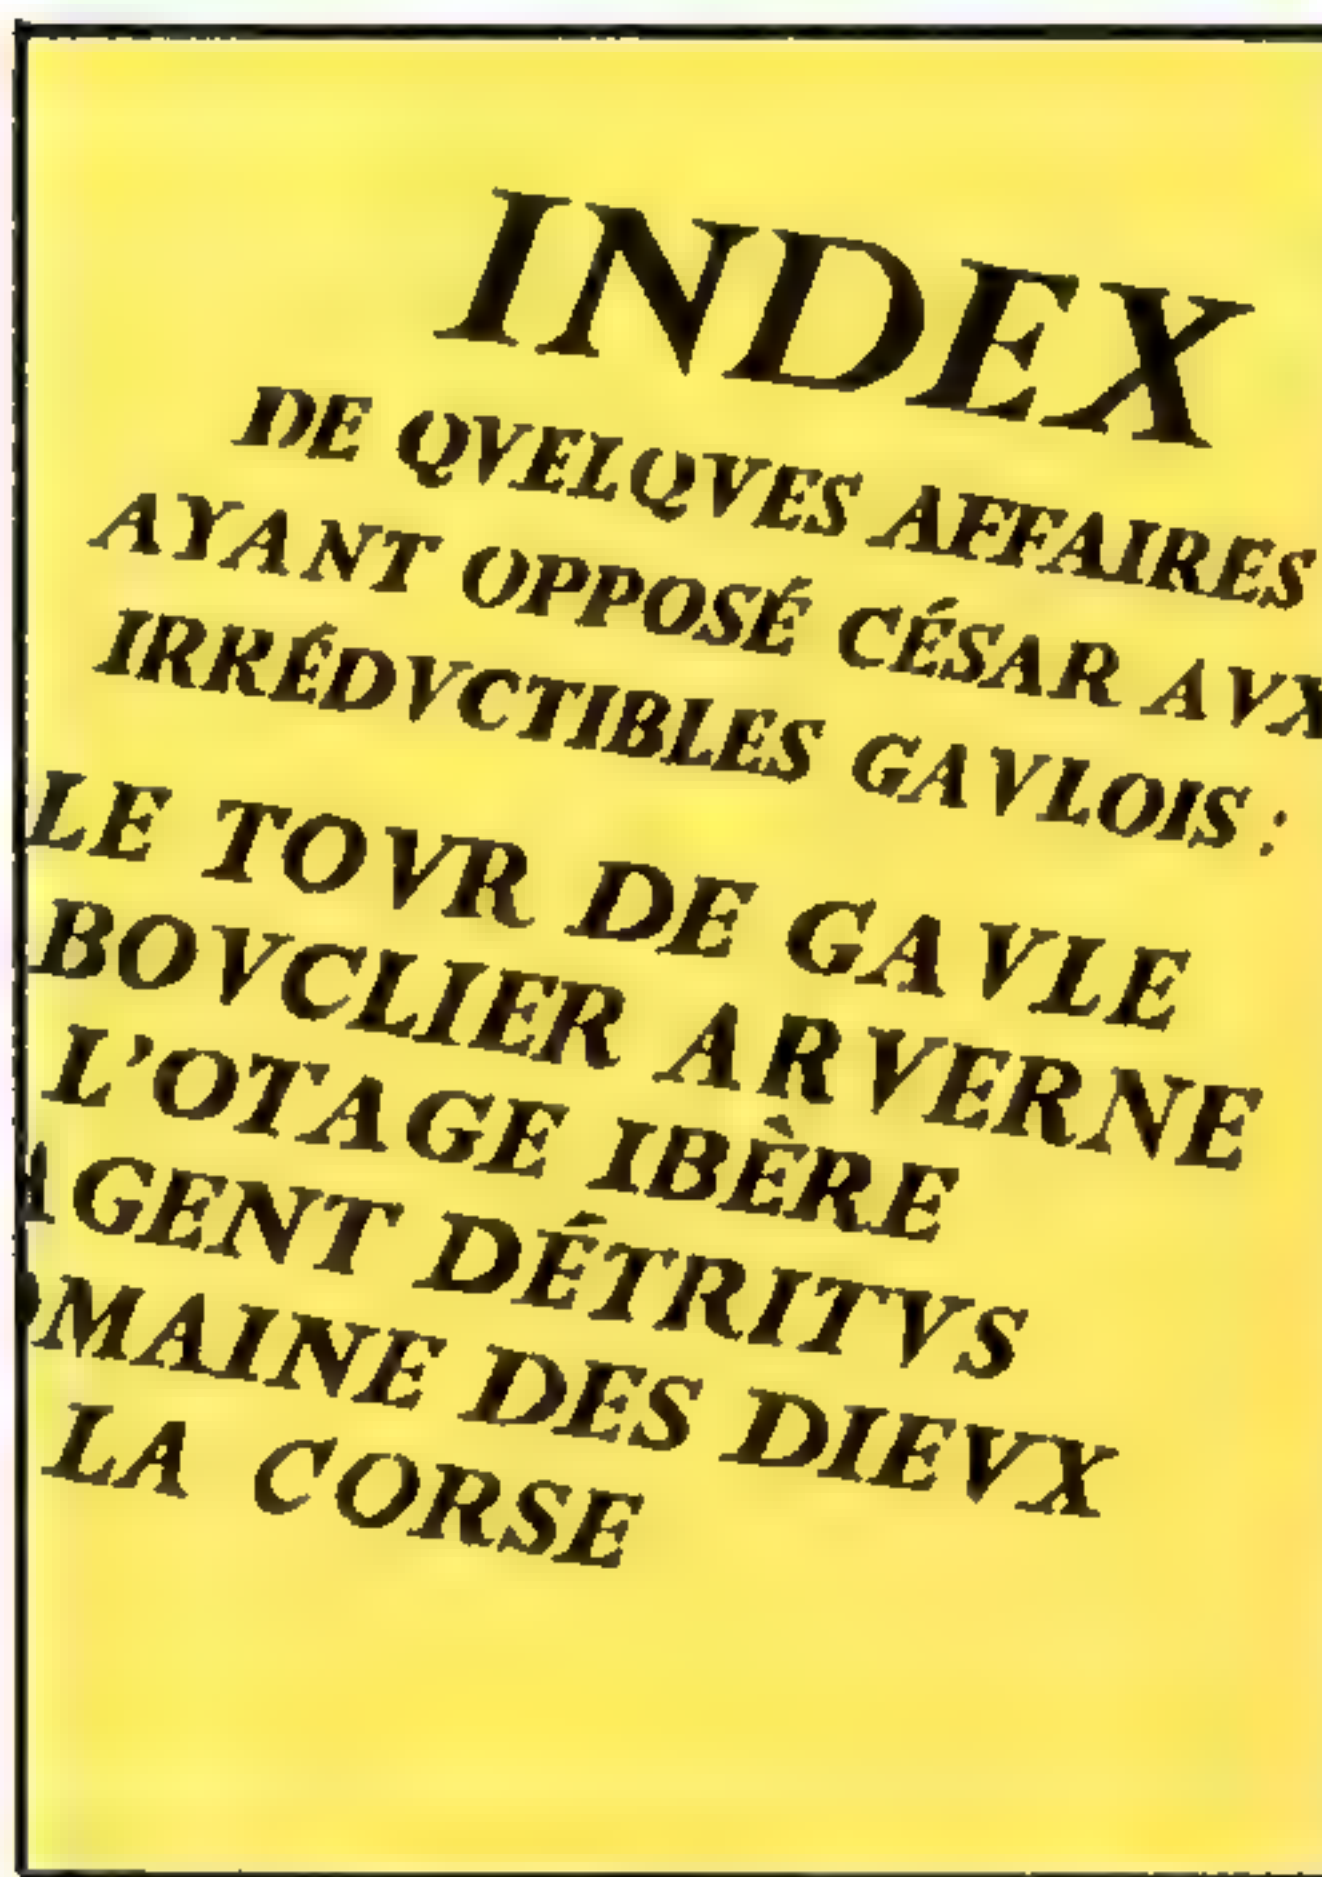 INDEX
DE QVELQVES AFFAIRES
AYANT OPPOSÉ CÉSAR AVX
IRRÉDVCTIBLES GAVLOIS :
LE TOVR DE GAVLE
BOVCLIER ARVERNE
L'OTAGE IBÈRE
AGENT DÉTRITVS
OMAINE DES DIEVX
LA CORSE